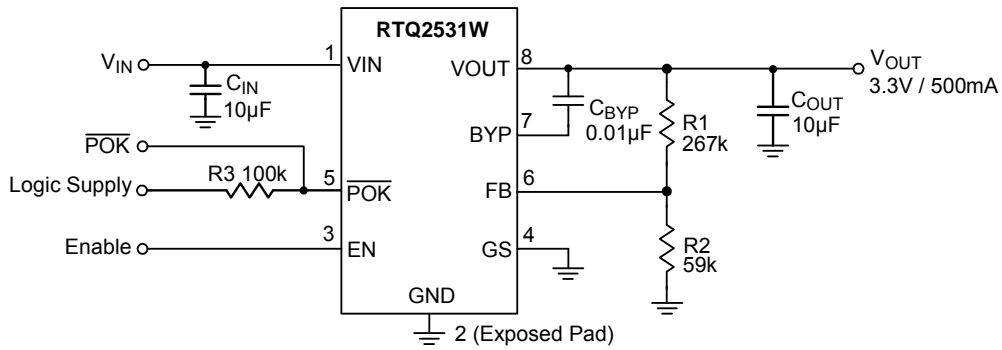 RTQ2531W
VIN
1
VIN
CIN
10µF
VOUT
8
VOUT
3.3V / 500mA
CBYP
0.01µF
BYP
7
R1
267k
COUT
10µF
POK
Logic Supply
R3 100k
5
POK
FB
6
Enable
3
EN
GS
4
R2
59k
GND
2 (Exposed Pad)